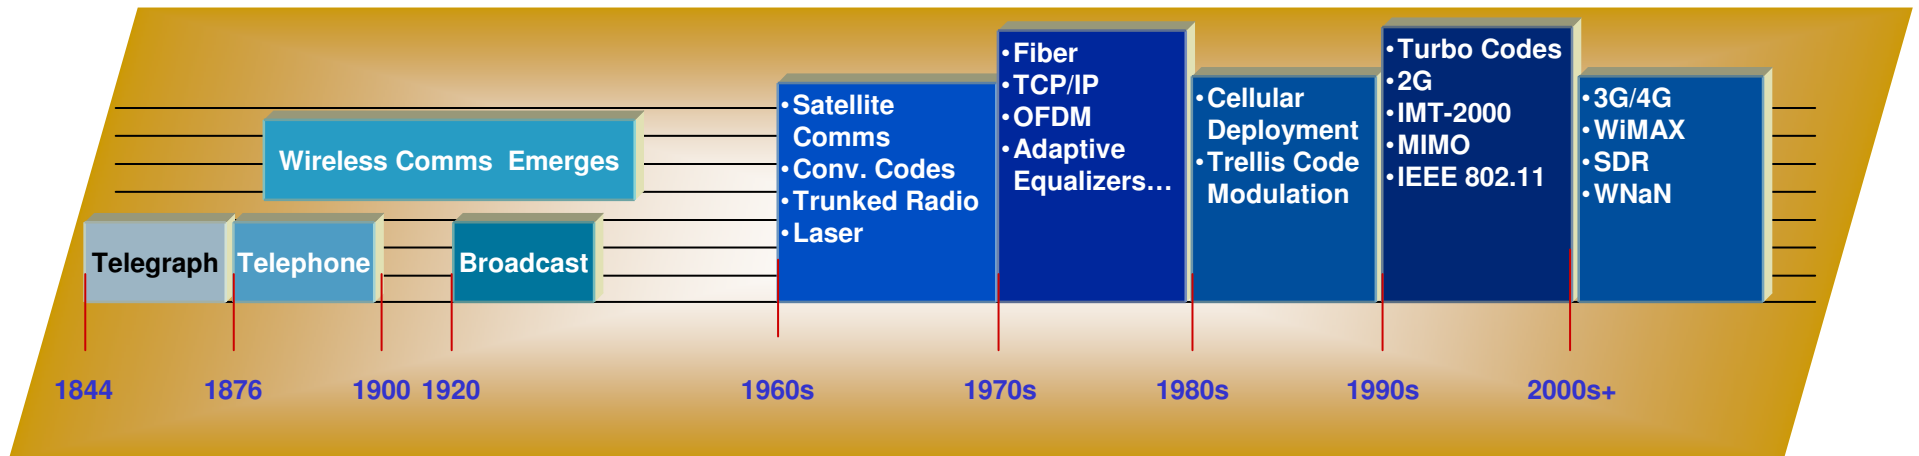 Telegraph
Telephone
Wireless Comms  Emerges
Broadcast
•Satellite
Comms
•Conv. Codes
•Trunked Radio
•Laser
•Fiber
•TCP/IP
•OFDM
•Adaptive
Equalizers…
•Cellular
Deployment
•Trellis Code
Modulation
•Turbo Codes
•2G
•IMT-2000
•MIMO
•IEEE 802.11
•3G/4G
•WiMAX
•SDR
•WNaN
1844
1876
1900
1920
1960s
1970s
1980s
1990s
2000s+